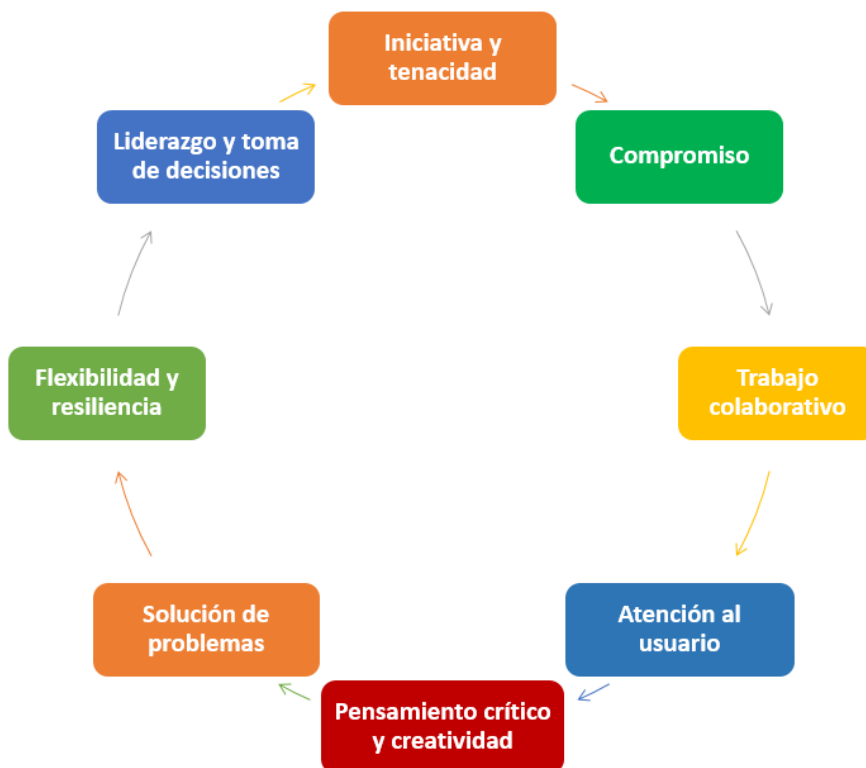 Iniciativa y
tenacidad
Compromiso
Trabajo
colaborativo
Atención al
usuario
Pensamiento crítico
y creatividad
Solución de
problemas
Flexibilidad y
resiliencia
Liderazgo y toma
de decisiones